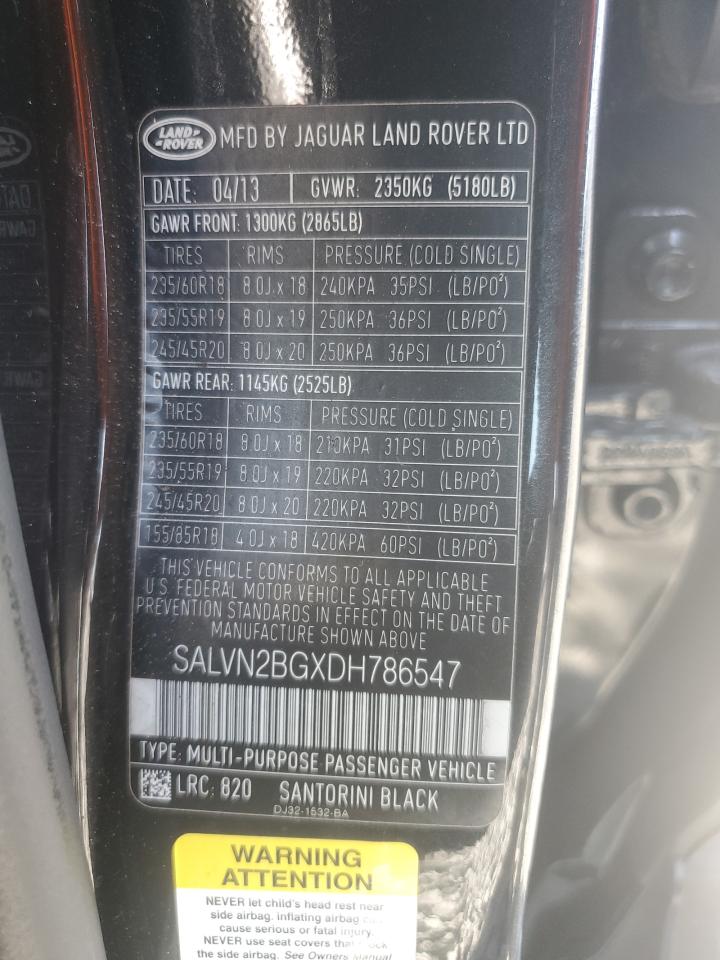 LAND ROVER MFD BY JAGUAR LAND ROVER LTD
DATE: 04/13 GVWR: 2350KG (5180LB)
GAWR FRONT: 1300KG (2865LB)
TIRES RIMS PRESSURE (COLD SINGLE)
235/60R18 8.0J x 18 240KPA 35PSI (LB/PO²)
235/55R19 8.0J x 19 250KPA 36PSI (LB/PO²)
245/45R20 8.0J x 20 250KPA 36PSI (LB/PO²)
GAWR REAR: 1145KG (2525LB)
TIRES RIMS PRESSURE (COLD SINGLE)
235/60R18 8.0J x 18 210KPA 31PSI (LB/PO²)
235/55R19 8.0J x 19 220KPA 32PSI (LB/PO²)
245/45R20 8.0J x 20 220KPA 32PSI (LB/PO²)
155/85R18 4.0J x 18 420KPA 60PSI (LB/PO²)
THIS VEHICLE CONFORMS TO ALL APPLICABLE
U.S. FEDERAL MOTOR VEHICLE SAFETY AND THEFT
PREVENTION STANDARDS IN EFFECT ON THE DATE OF
MANUFACTURE SHOWN ABOVE
SALVN2BGXDH786547
TYPE: MULTI-PURPOSE PASSENGER VEHICLE
LRC: 820 SANTORINI BLACK
DJ32-1532-BA
WARNING
ATTENTION
NEVER let child's head rest near
side airbag. inflating airbag
cause serious or fatal injury.
NEVER use seat covers that
the side airbag. See Owners Manual